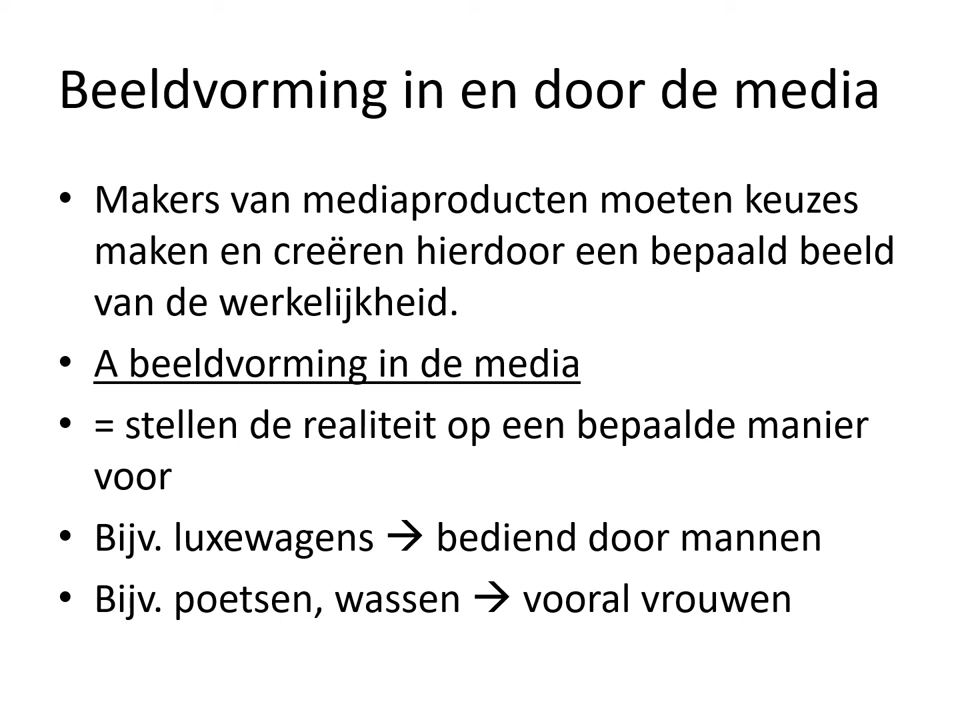 Beeldvorming in en door de media
• Makers van mediaproducten moeten keuzes
maken en creëren hierdoor een bepaald beeld
van de werkelijkheid.
• A beeldvorming in de media
• = stellen de realiteit op een bepaalde manier
voor
• Bijv. luxewagens → bediend door mannen
• Bijv. poetsen, wassen → vooral vrouwen